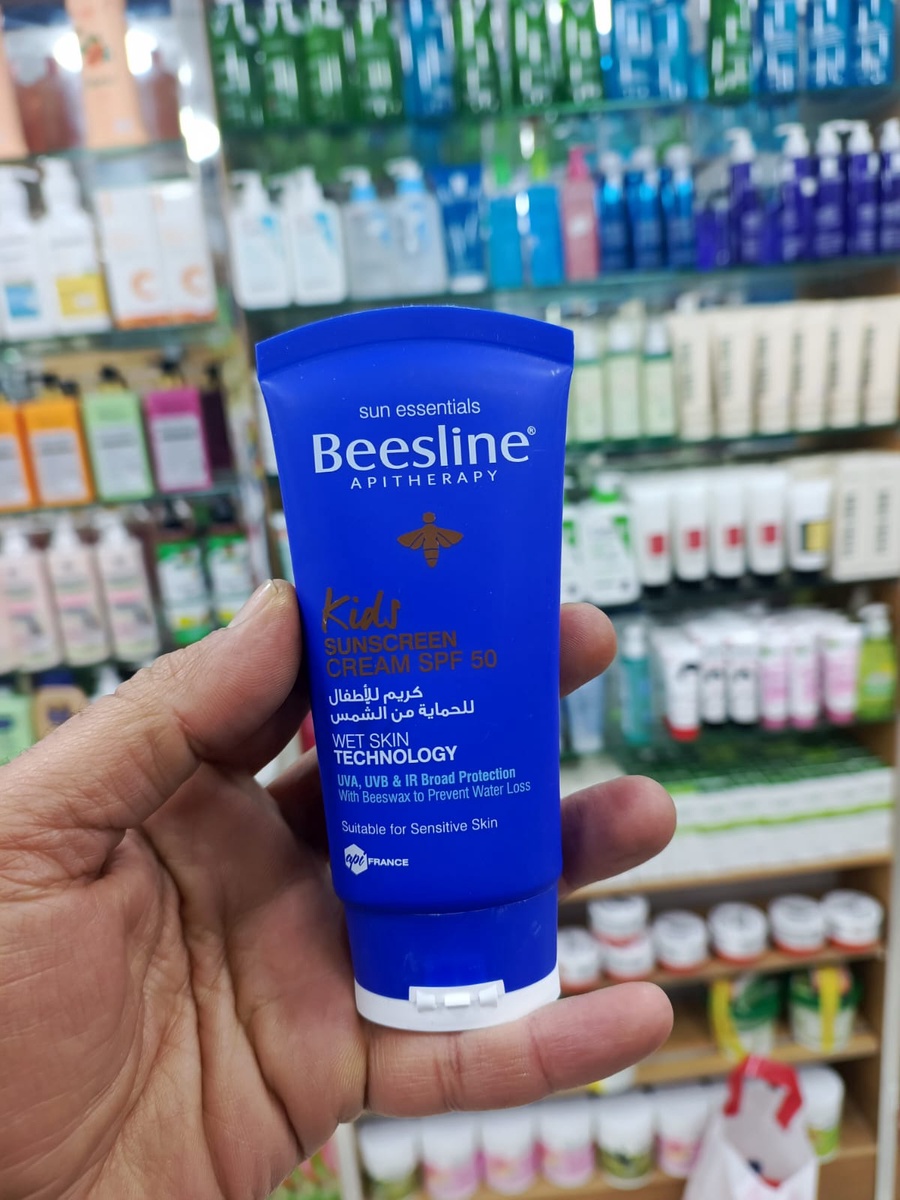 sun essentials
Beesline®
APITHERAPY
Kids
SUNSCREEN
CREAM SPF 50
كريم للأطفال
للحماية من الشمس
WET SKIN
TECHNOLOGY
UVA, UVB & IR Broad Protection
With Beeswax to Prevent Water Loss
Suitable for Sensitive Skin
api FRANCE